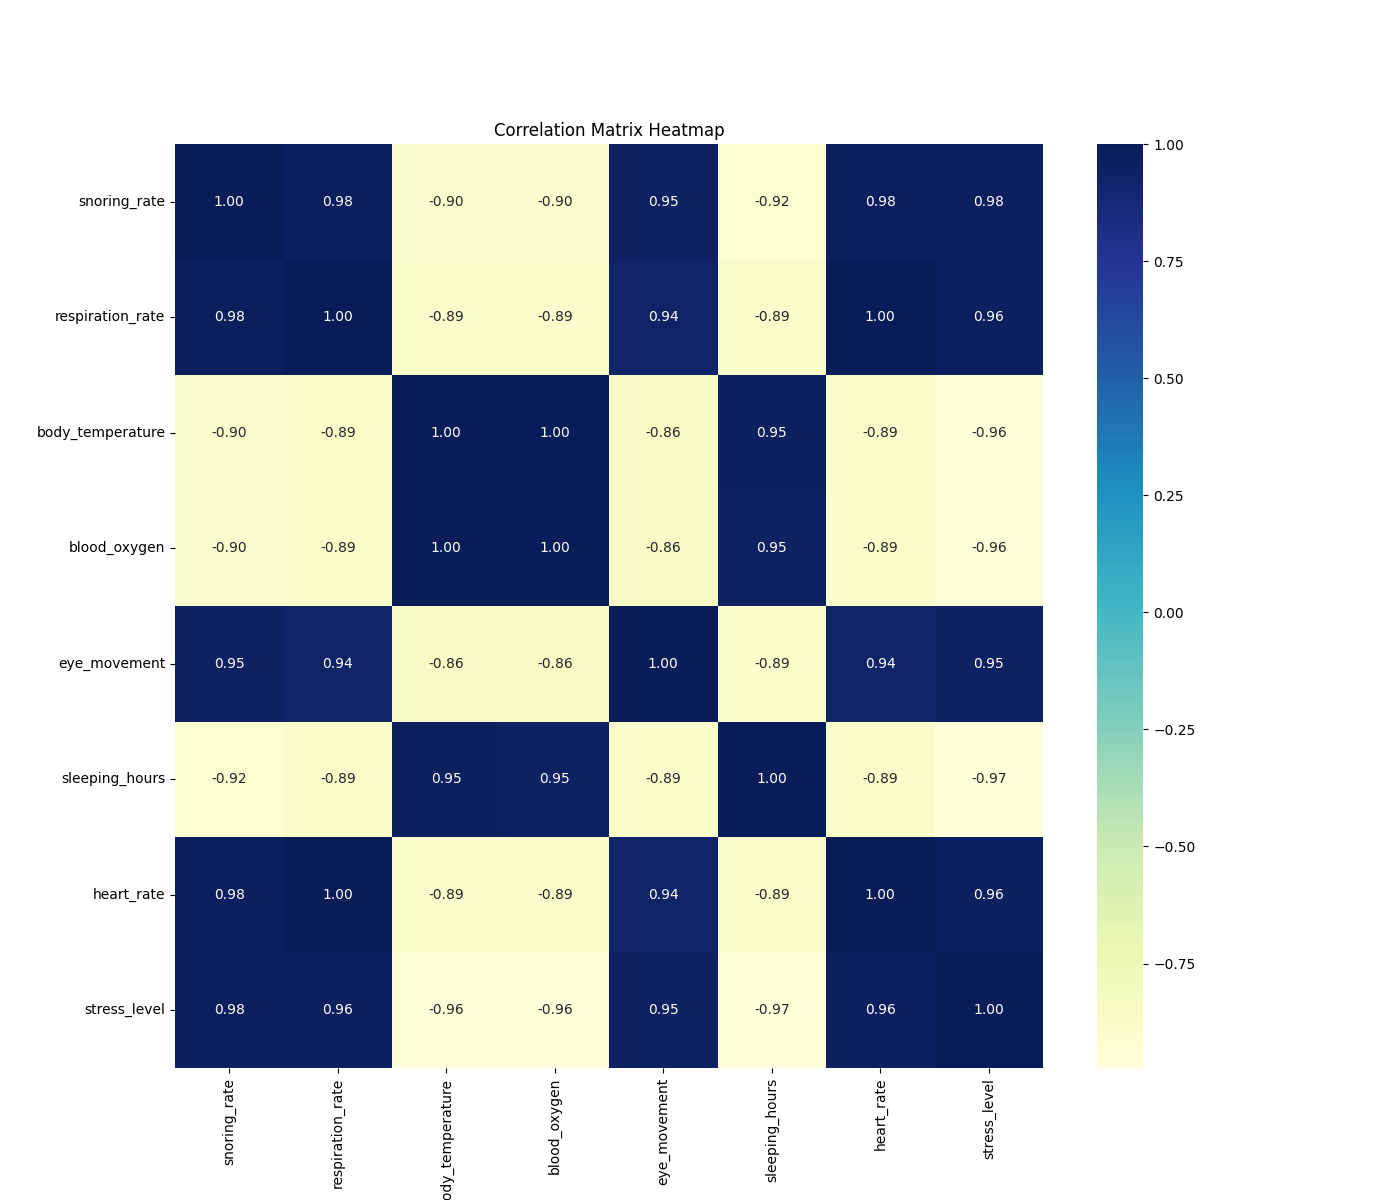 Correlation Matrix Heatmap
snoring_rate 1.00 0.98 -0.90 -0.90 0.95 -0.92 0.98 0.98
respiration_rate 0.98 1.00 -0.89 -0.89 0.94 -0.89 1.00 0.96
body_temperature -0.90 -0.89 1.00 1.00 -0.86 0.95 -0.89 -0.96
blood_oxygen -0.90 -0.89 1.00 1.00 -0.86 0.95 -0.89 -0.96
eye_movement 0.95 0.94 -0.86 -0.86 1.00 -0.89 0.94 0.95
sleeping_hours -0.92 -0.89 0.95 0.95 -0.89 1.00 -0.89 -0.97
heart_rate 0.98 1.00 -0.89 -0.89 0.94 -0.89 1.00 0.96
stress_level 0.98 0.96 -0.96 -0.96 0.95 -0.97 0.96 1.00
snoring_rate
respiration_rate
ody_temperature
blood_oxygen
eye_movement
sleeping_hours
heart_rate
stress_level
1.00
0.75
0.50
0.25
0.00
−0.25
−0.50
−0.75